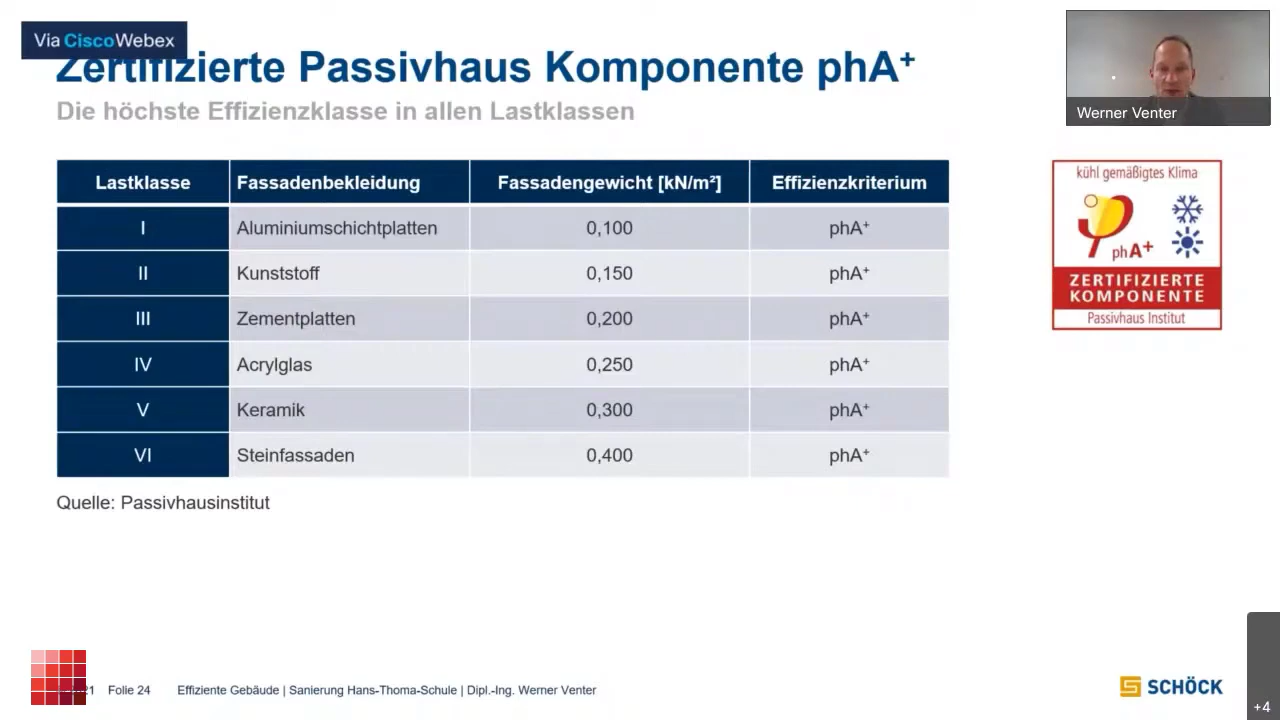 Via Cisco Webex
Zertifizierte Passivhaus Komponente phA⁺
Die höchste Effizienzklasse in allen Lastklassen
Werner Venter
Lastklasse Fassadenbekleidung Fassadengewicht [kN/m²] Effizienzkriterium
I Aluminiumschichtplatten 0,100 phA⁺
II Kunststoff 0,150 phA⁺
III Zementplatten 0,200 phA⁺
IV Acrylglas 0,250 phA⁺
V Keramik 0,300 phA⁺
VI Steinfassaden 0,400 phA⁺
Quelle: Passivhausinstitut
kühl gemäßigtes Klima
phA⁺
ZERTIFIZIERTE
KOMPONENTE
Passivhaus Institut
Folie 24 Effiziente Gebäude | Sanierung Hans-Thoma-Schule | Dipl.-Ing. Werner Venter
SCHÖCK
+4